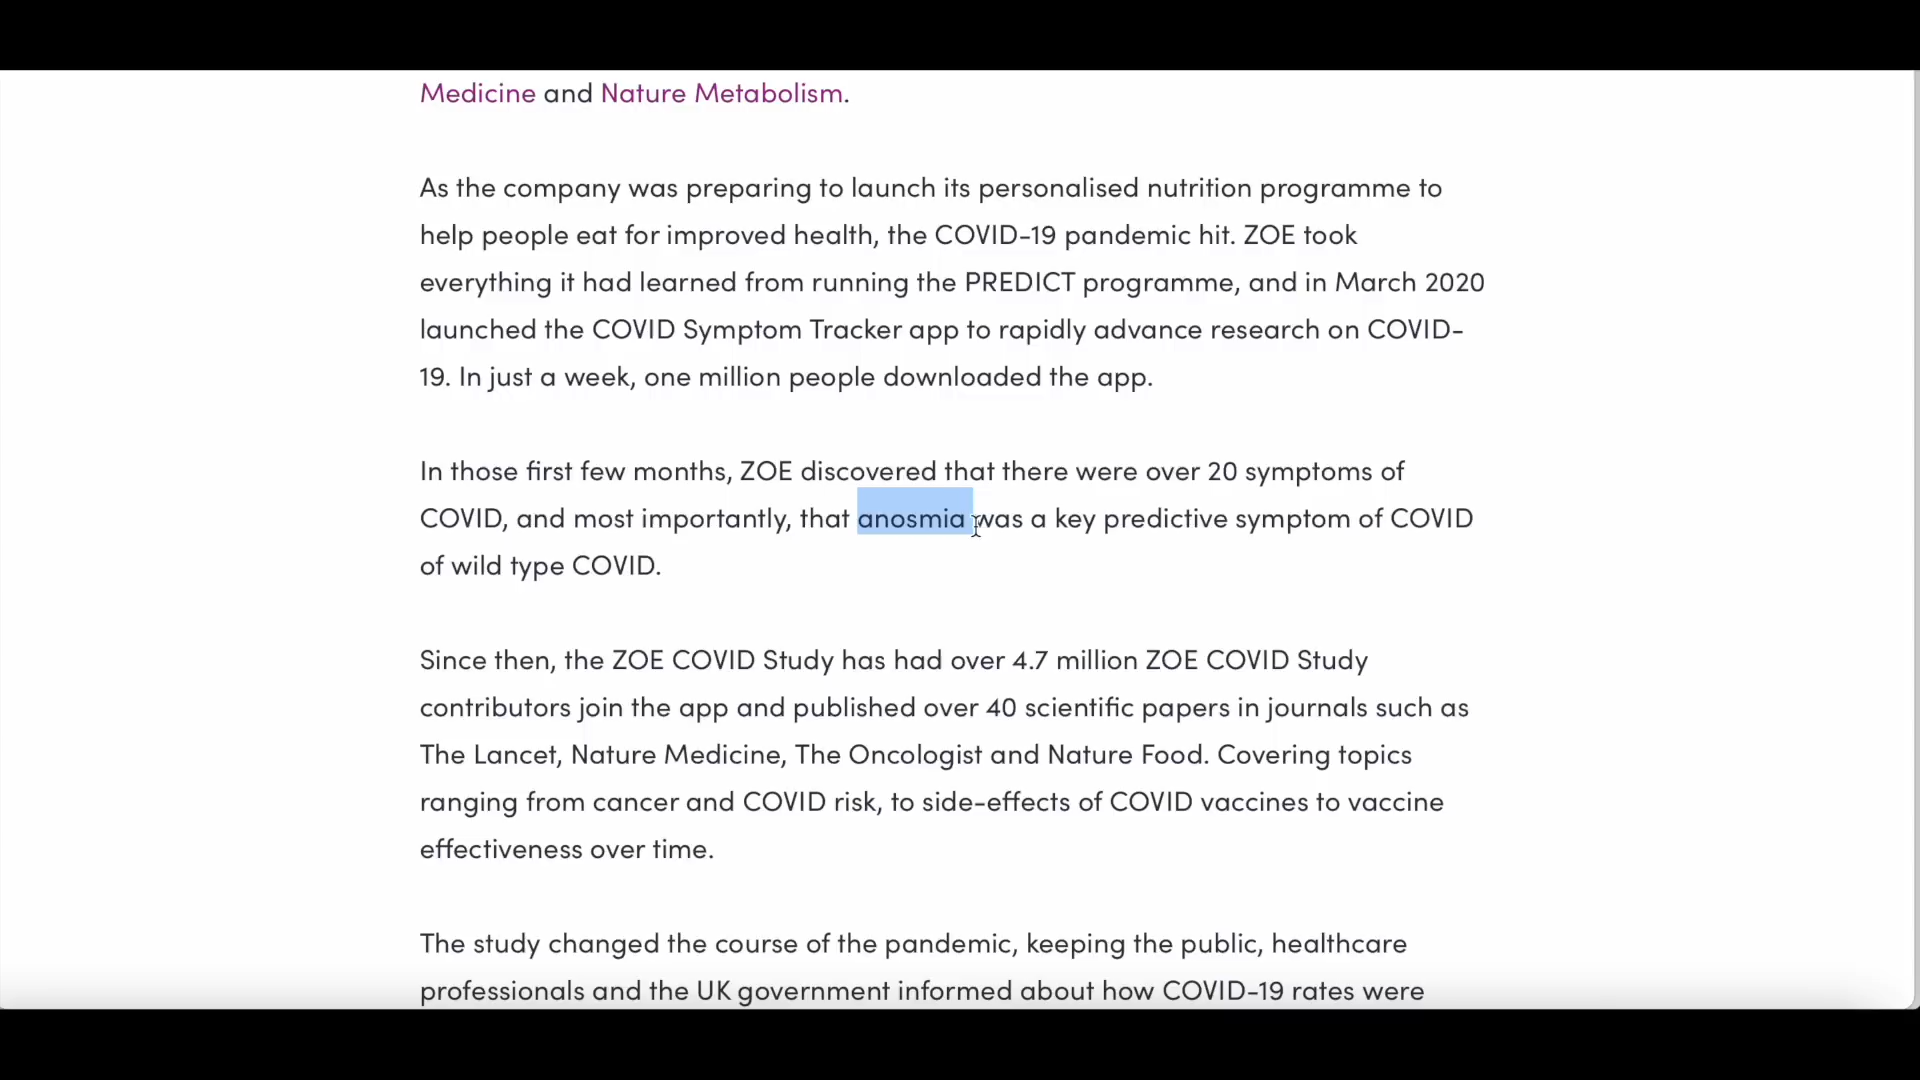 Medicine and Nature Metabolism.
As the company was preparing to launch its personalised nutrition programme to
help people eat for improved health, the COVID-19 pandemic hit. ZOE took
everything it had learned from running the PREDICT programme, and in March 2020
launched the COVID Symptom Tracker app to rapidly advance research on COVID-
19. In just a week, one million people downloaded the app.
In those first few months, ZOE discovered that there were over 20 symptoms of
COVID, and most importantly, that anosmia was a key predictive symptom of COVID
of wild type COVID.
Since then, the ZOE COVID Study has had over 4.7 million ZOE COVID Study
contributors join the app and published over 40 scientific papers in journals such as
The Lancet, Nature Medicine, The Oncologist and Nature Food. Covering topics
ranging from cancer and COVID risk, to side-effects of COVID vaccines to vaccine
effectiveness over time.
The study changed the course of the pandemic, keeping the public, healthcare
professionals and the UK government informed about how COVID-19 rates were